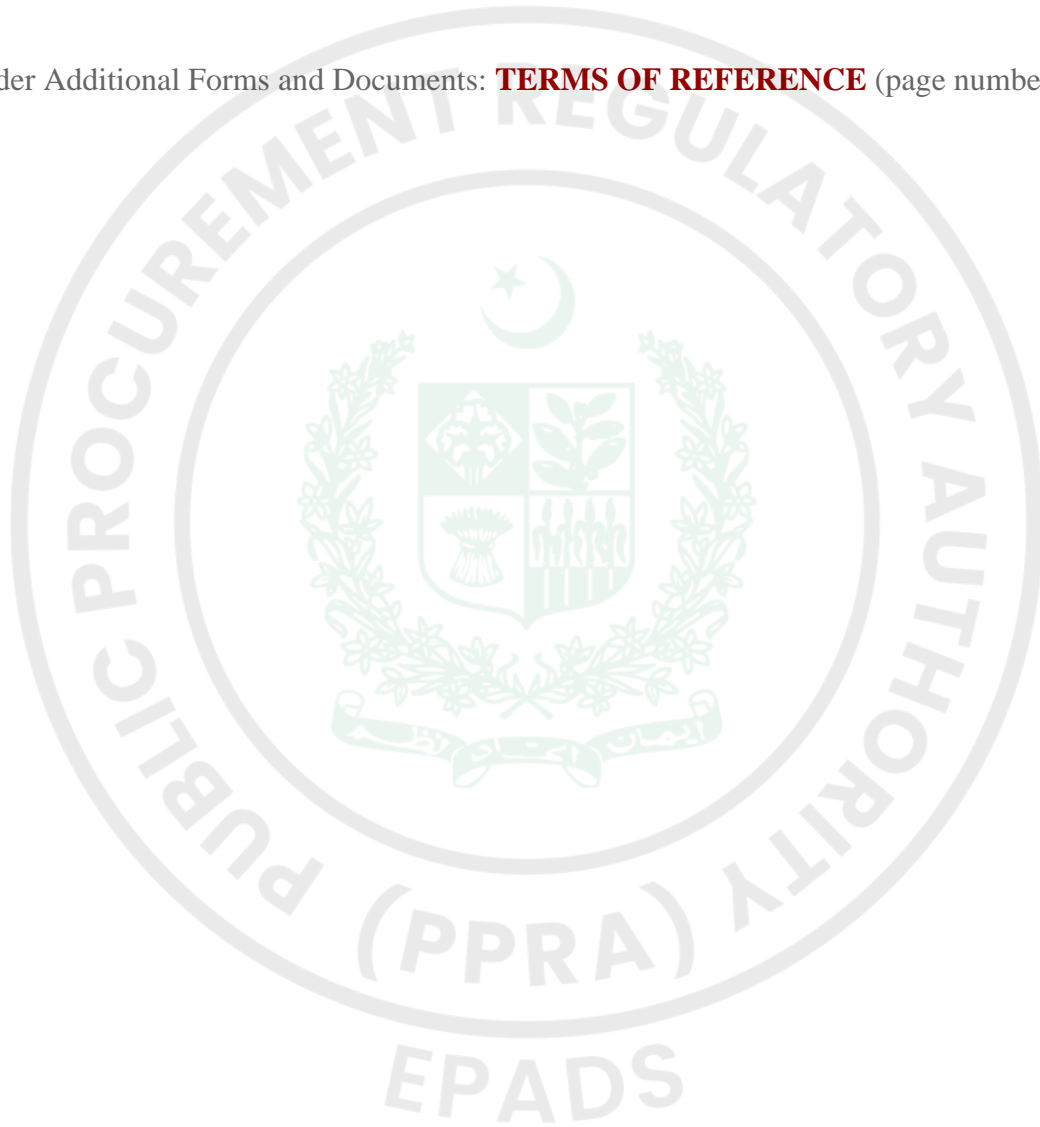 der Additional Forms and Documents: TERMS OF REFERENCE (page numbe
PUBLIC PROCUREMENT REGULATORY AUTHORITY
(PPRA)
EPADS